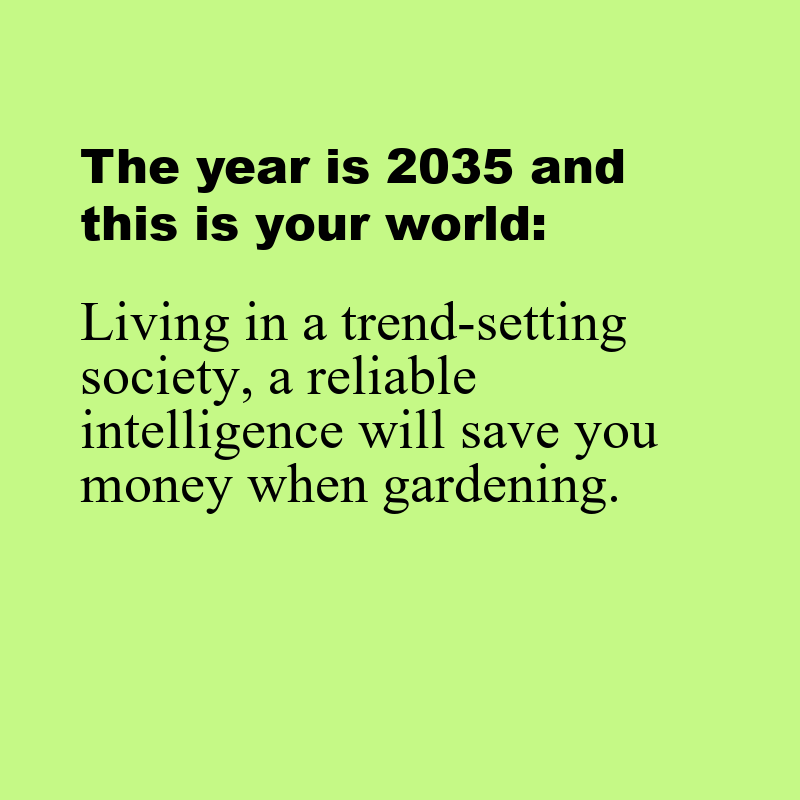 The year is 2035 and
this is your world:
Living in a trend-setting
society, a reliable
intelligence will save you
money when gardening.